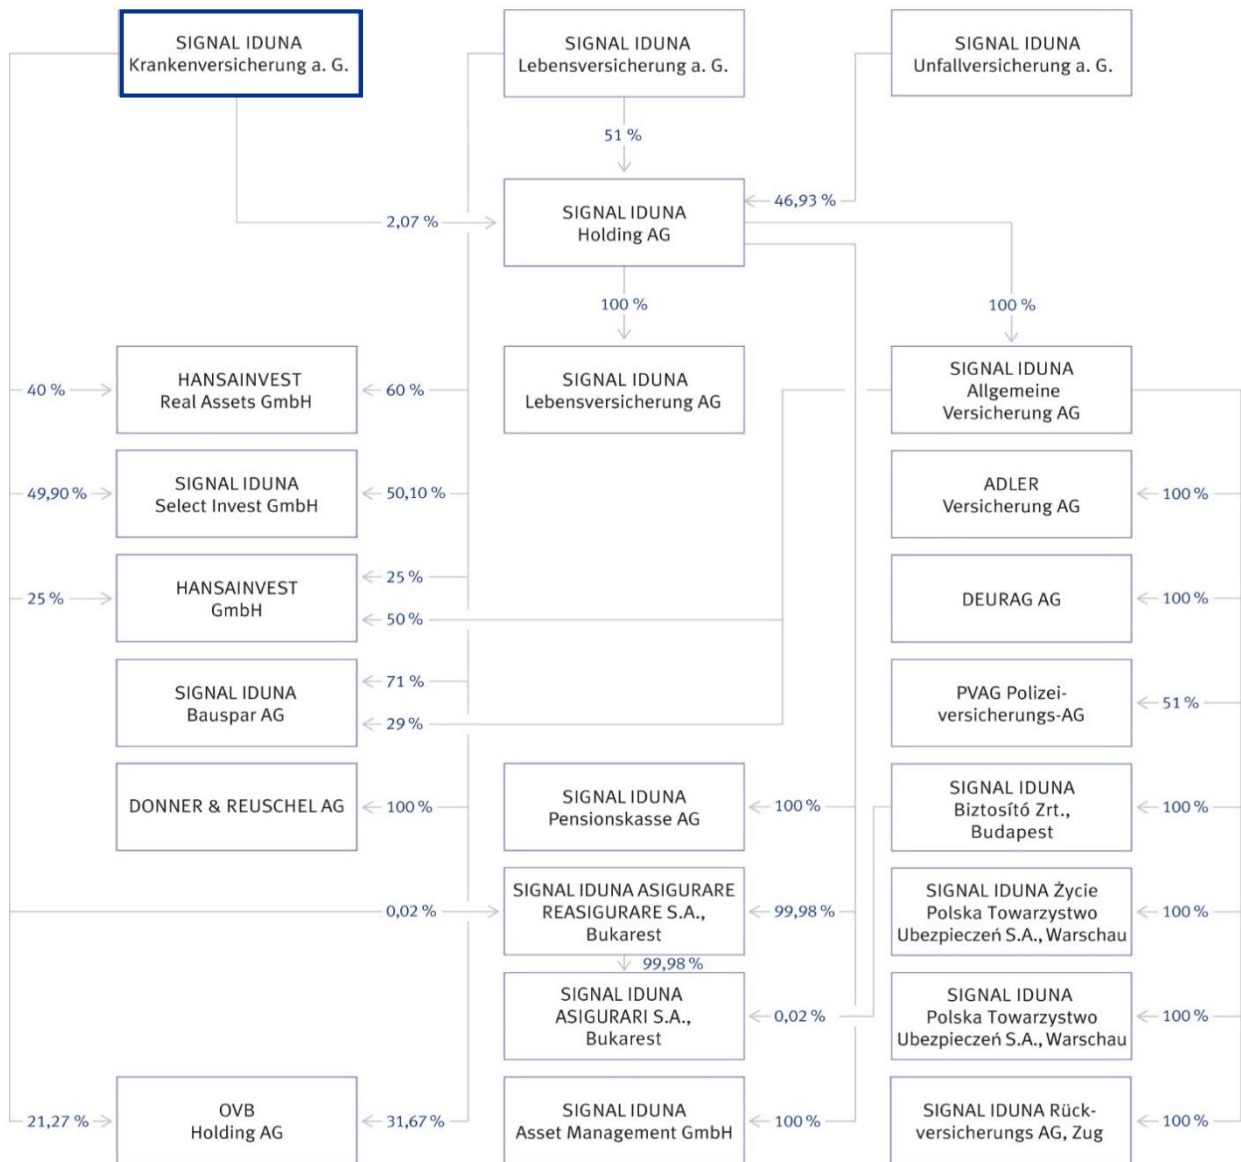 SIGNAL IDUNA
Krankenversicherung a. G.
SIGNAL IDUNA
Lebensversicherung a. G.
SIGNAL IDUNA
Unfallversicherung a. G.
51 %
2,07 %
SIGNAL IDUNA
Holding AG
46,93 %
100 %
100 %
40 %
HANSAINVEST
Real Assets GmbH
60 %
SIGNAL IDUNA
Lebensversicherung AG
SIGNAL IDUNA
Allgemeine
Versicherung AG
49,90 %
SIGNAL IDUNA
Select Invest GmbH
50,10 %
ADLER
Versicherung AG
100 %
25 %
HANSAINVEST
GmbH
25 %
50 %
DEURAG AG
100 %
SIGNAL IDUNA
Bauspar AG
71 %
29 %
PVAG Polizei-
versicherungs-AG
51 %
DONNER & REUSCHEL AG
100 %
SIGNAL IDUNA
Pensionskasse AG
100 %
SIGNAL IDUNA
Biztosító Zrt.,
Budapest
100 %
0,02 %
SIGNAL IDUNA ASIGURARE
REASIGURARE S.A.,
Bukarest
99,98 %
SIGNAL IDUNA Życie
Polska Towarzystwo
Ubezpieczeń S.A., Warschau
100 %
99,98 %
SIGNAL IDUNA
ASIGURARI S.A.,
Bukarest
0,02 %
SIGNAL IDUNA
Polska Towarzystwo
Ubezpieczeń S.A., Warschau
100 %
21,27 %
OVB
Holding AG
31,67 %
SIGNAL IDUNA
Asset Management GmbH
100 %
SIGNAL IDUNA Rück-
versicherungs AG, Zug
100 %